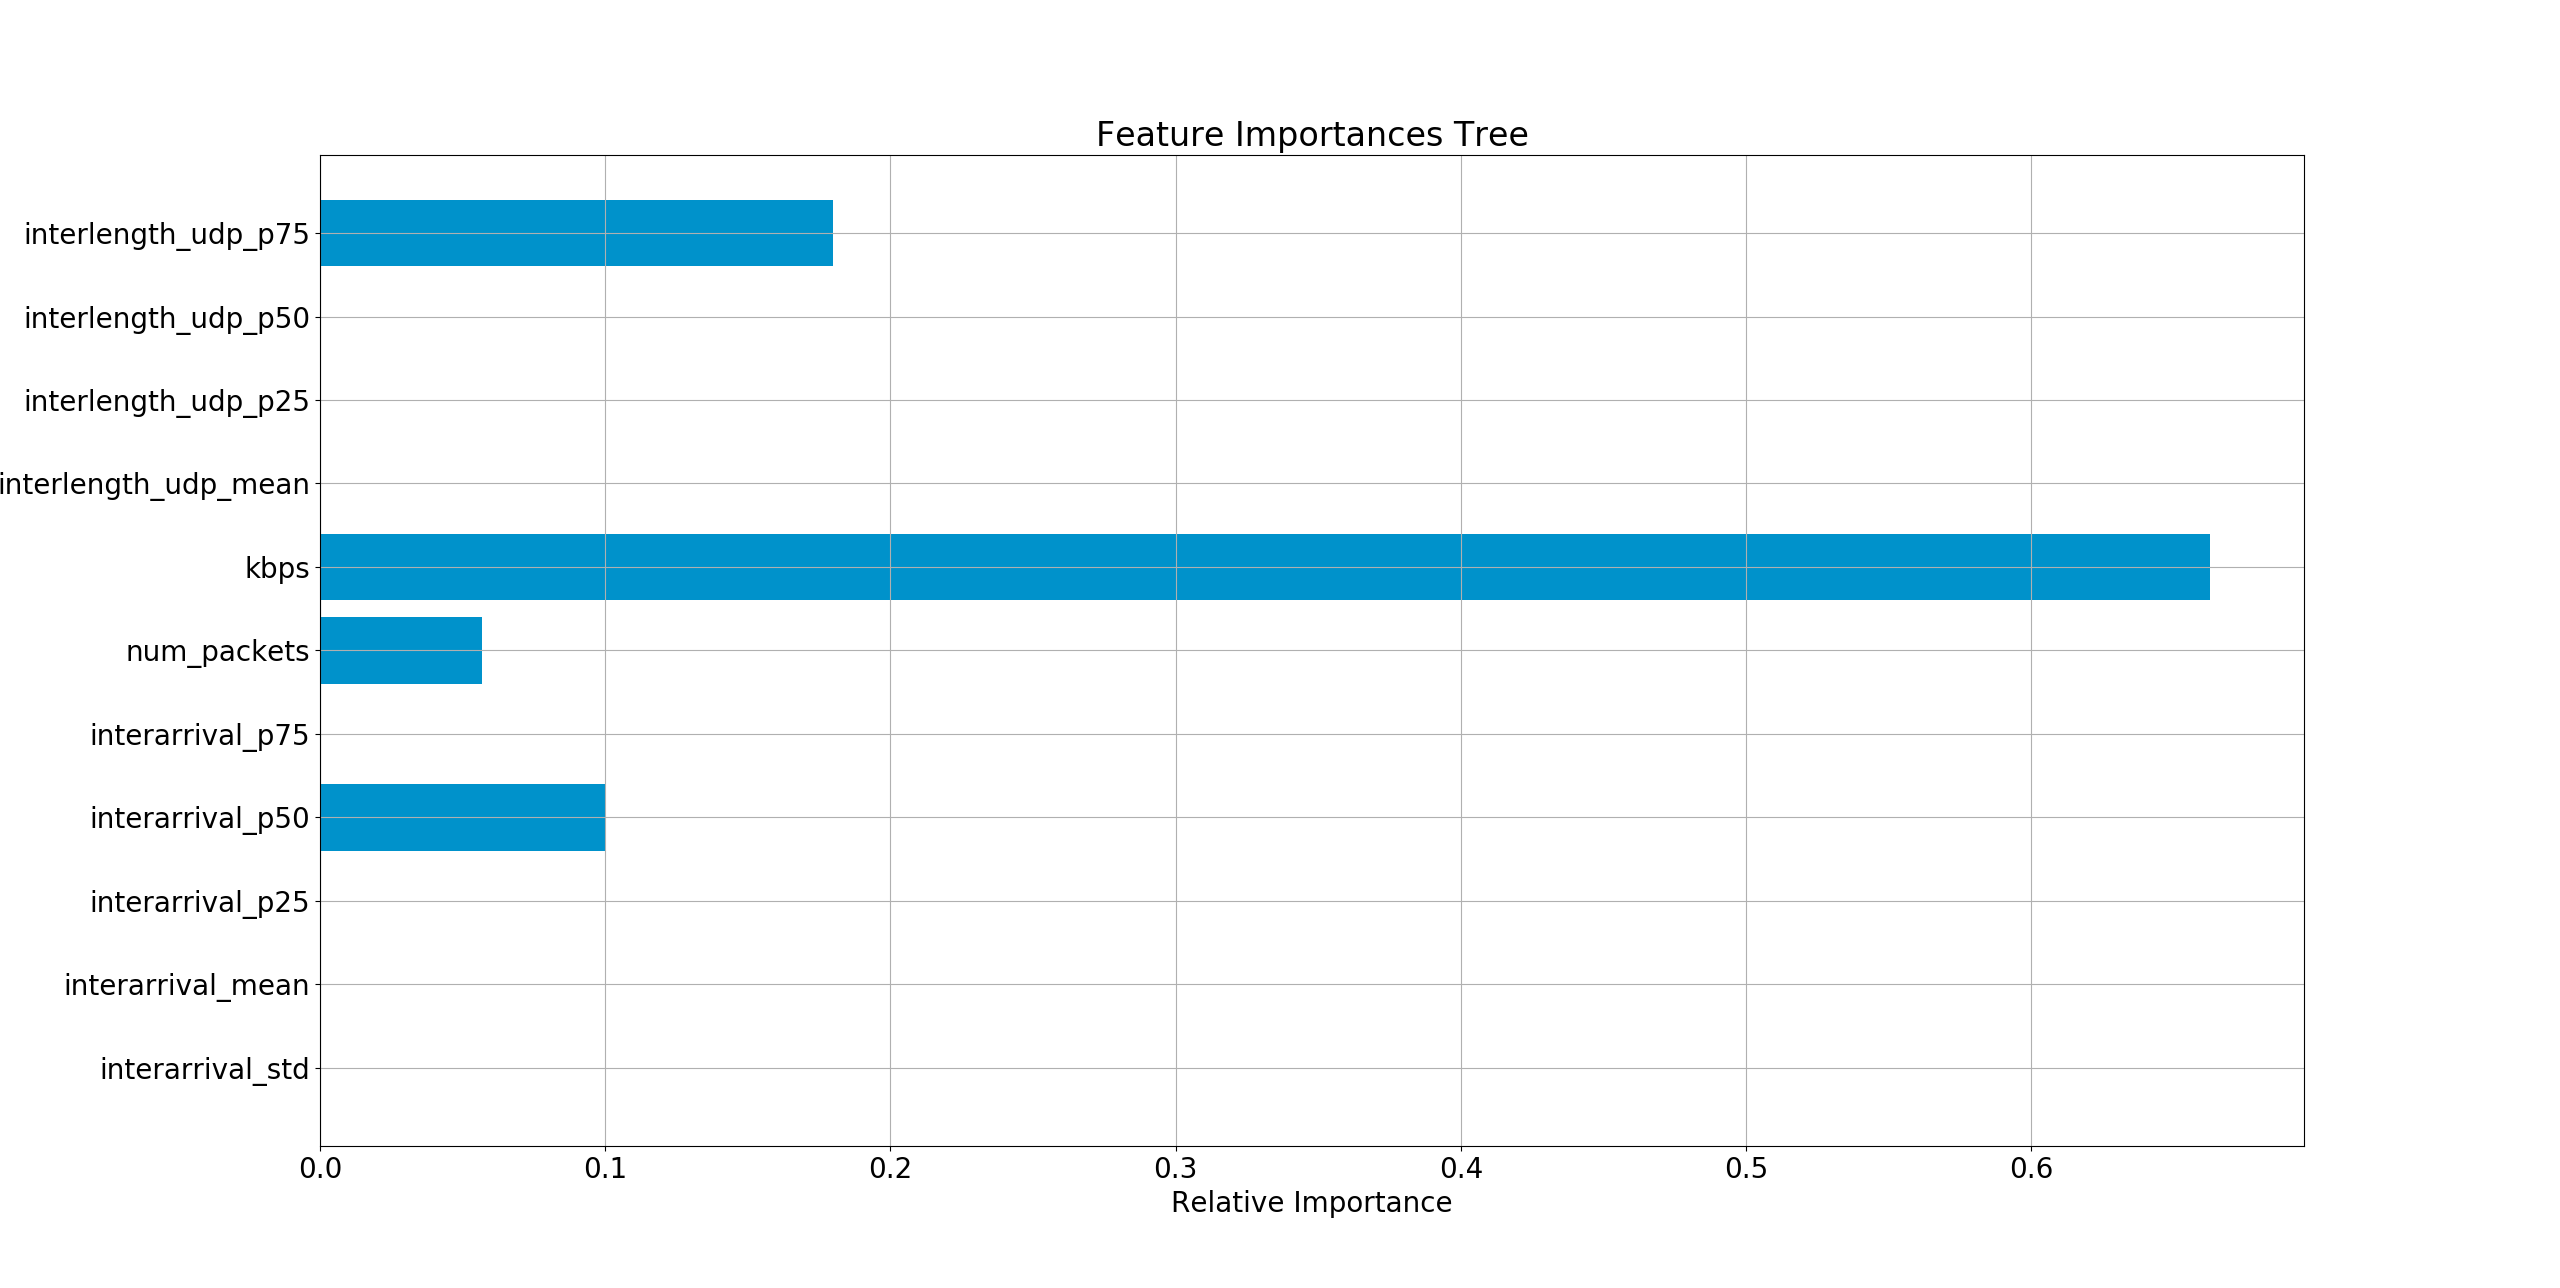 Feature Importances Tree
interlength_udp_p75
interlength_udp_p50
interlength_udp_p25
interlength_udp_mean
kbps
num_packets
interarrival_p75
interarrival_p50
interarrival_p25
interarrival_mean
interarrival_std
0.0 0.1 0.2 0.3 0.4 0.5 0.6
Relative Importance